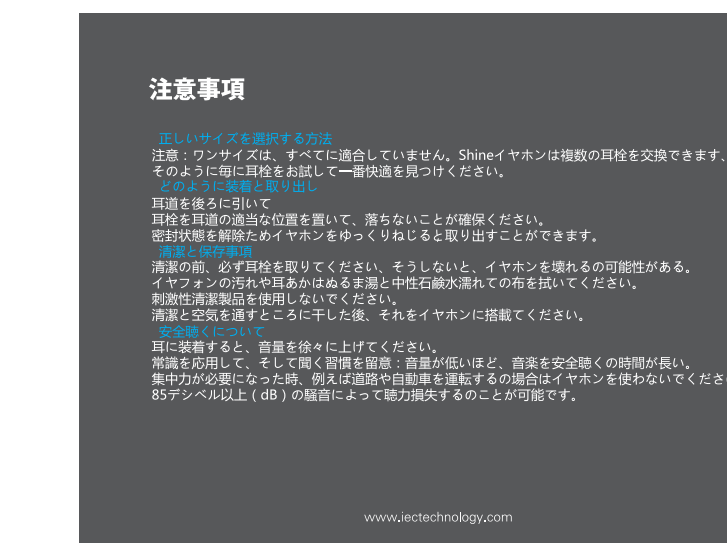 注意事項
正しいサイズを選択する方法
注意：ワンサイズは、すべてに適合していません。Shineイヤホンは複数の耳栓を交換できます、
そのように毎に耳栓をお試して一番快適を見つけください。
どのように装着と取り出し
耳道を後ろに引いて
耳栓を耳道の適当な位置を置いて、落ちないことが確保ください。
密封状態を解除ためイヤホンをゆっくりねじると取り出すことができます。
清潔と保存事項
清潔の前、必ず耳栓を取りてください、そうしないと、イヤホンを壊れるの可能性がある。
イヤフォンの汚れや耳あかはぬるま湯と中性石鹸水濡れての布を拭いてください。
刺激性清潔製品を使用しないでください。
清潔と空気を通すところに干した後、それをイヤホンに搭載てください。
安全聴くについて
耳に装着すると、音量を徐々に上げてください。
常識を応用して、そして聞く習慣を留意：音量が低いほど、音楽を安全聴くの時間が長い。
集中力が必要になった時、例えば道路や自動車を運転するの場合はイヤホンを使わないでくださ
85デシベル以上（dB）の騒音によって聴力損失するのことが可能です。
www.iectechnology.com